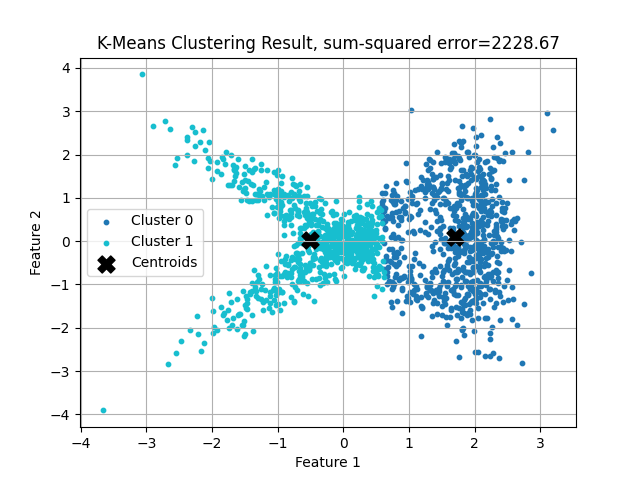 K-Means Clustering Result, sum-squared error=2228.67
4
3
2
1
0
−1
−2
−3
−4
Feature 2
Cluster 0
Cluster 1
Centroids
−4 −3 −2 −1 0 1 2 3
Feature 1